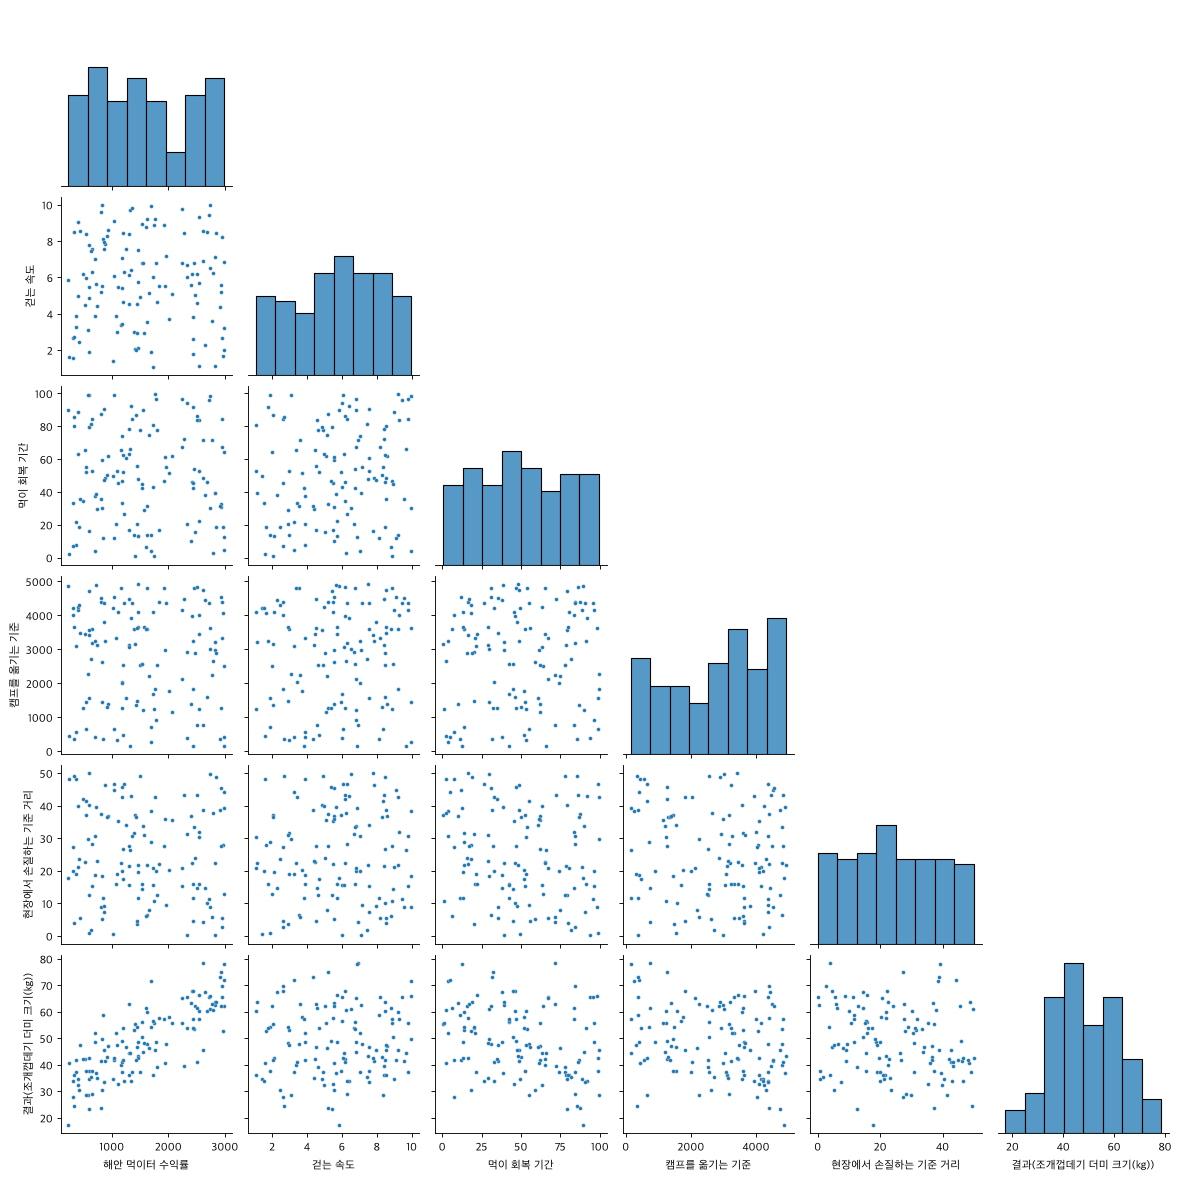 걷는 속도
10
8
6
4
2
먹이 회복 기간
100
80
60
40
20
0
캠프를 옮기는 기준
5000
4000
3000
2000
1000
0
현장에서 손질하는 기준 거리
50
40
30
20
10
0
결과(조개껍데기 더미 크기(kg))
80
70
60
50
40
30
20
1000 2000 3000
2 4 6 8 10
0 25 50 75 100
0 2000 4000
0 20 40
20 40 60 80
해안 먹이터 수익률
걷는 속도
먹이 회복 기간
캠프를 옮기는 기준
현장에서 손질하는 기준 거리
결과(조개껍데기 더미 크기(kg))